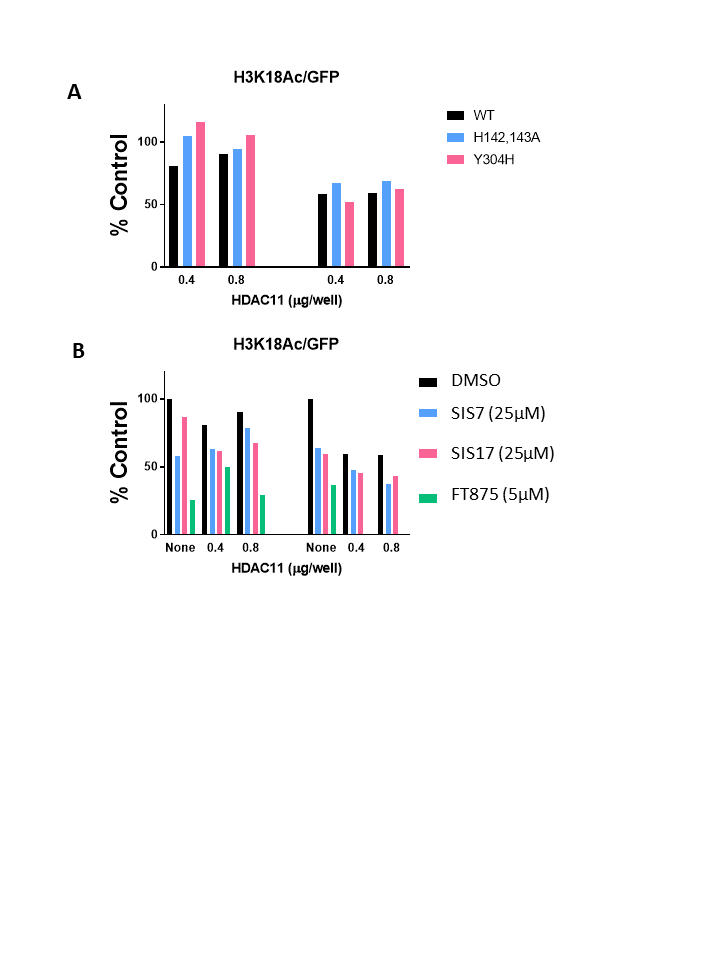 A
H3K18Ac/GFP
% Control
100
50
0
0.4 0.8 0.4 0.8
HDAC11 (µg/well)
WT
H142,143A
Y304H
B
H3K18Ac/GFP
% Control
100
50
0
None 0.4 0.8 None 0.4 0.8
HDAC11 (µg/well)
DMSO
SIS7 (25µM)
SIS17 (25µM)
FT875 (5µM)